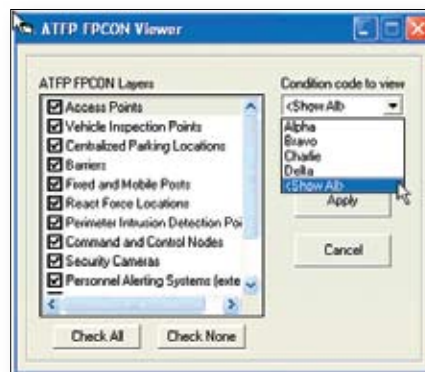 ATFP FPCON Viewer
ATFP FPCON Layers
Access Points
Vehicle Inspection Points
Centralized Parking Locations
Barriers
Fixed and Mobile Posts
React Force Locations
Perimeter Intrusion Detection Poi
Command and Control Nodes
Security Cameras
Personnel Alerting Systems (exte
Check All
Check None
Condition code to view
<Show All>
Alpha
Bravo
Charlie
Delta
<Show All>
Apply
Cancel